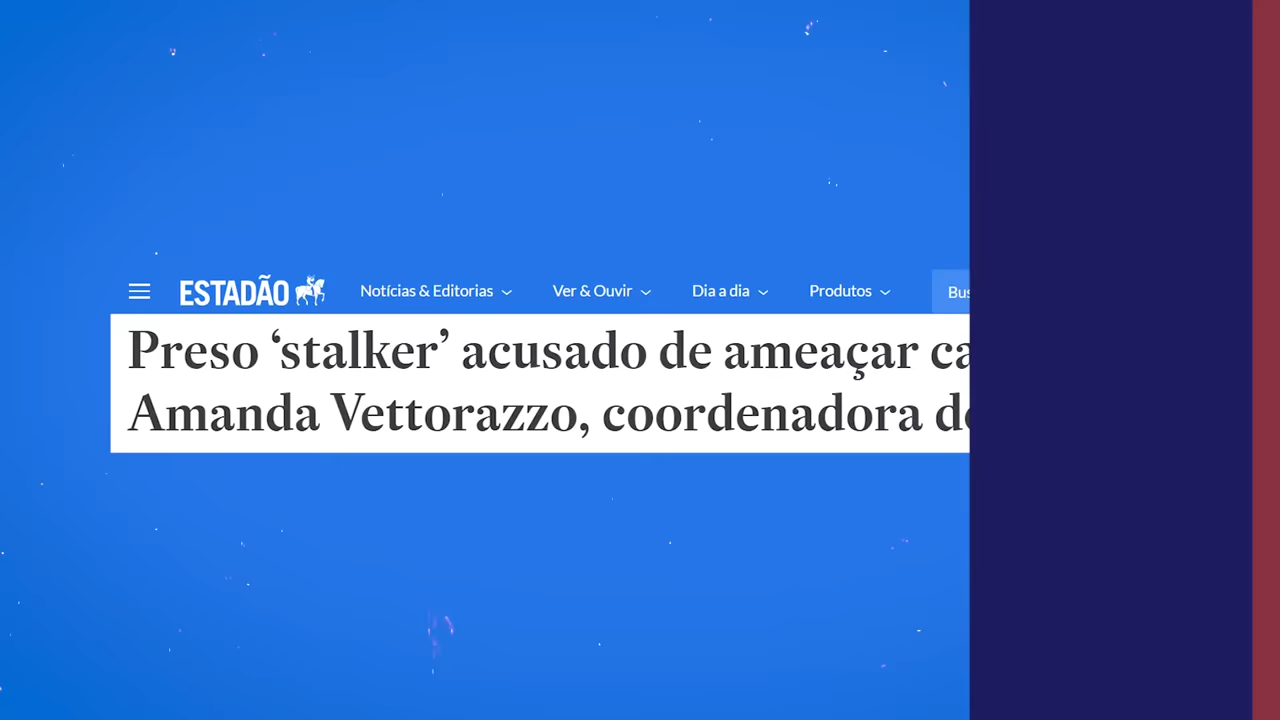 ESTADÃO Notícias & Editorias Ver & Ouvir Dia a dia Produtos
Preso ‘stalker’ acusado de ameaçar
Amanda Vettorazzo, coordenadora